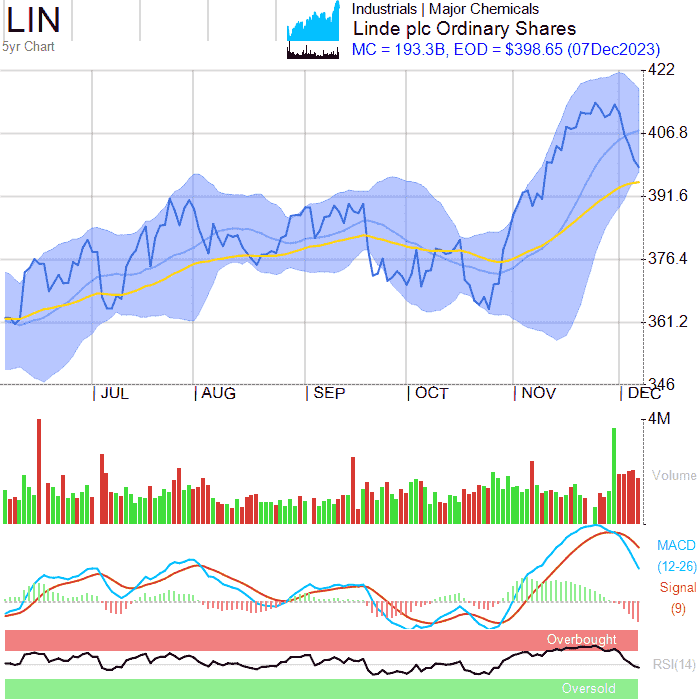 LIN
5yr Chart
Industrials | Major Chemicals
Linde plc Ordinary Shares
MC = 193.3B, EOD = $398.65 (07Dec2023)
422
406.8
391.6
376.4
361.2
346
JUL AUG SEP OCT NOV DEC
4M
Volume
MACD
(12-26)
Signal
(9)
Overbought
RSI(14)
Oversold